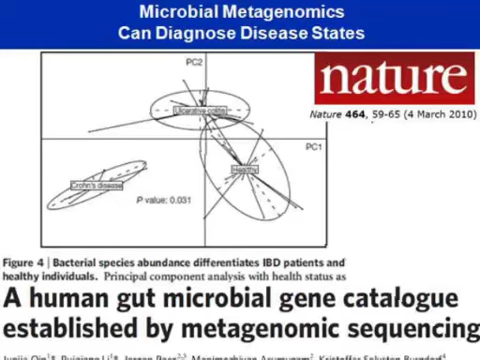 Microbial Metagenomics
Can Diagnose Disease States
PC2
nature
Nature 464, 59-65 (4 March 2010)
Ulcerative colitis
PC1
Healthy
Crohn's disease
P value: 0.031
Figure 4 | Bacterial species abundance differentiates IBD patients and
healthy individuals. Principal component analysis with health status as
A human gut microbial gene catalogue
established by metagenomic sequencing